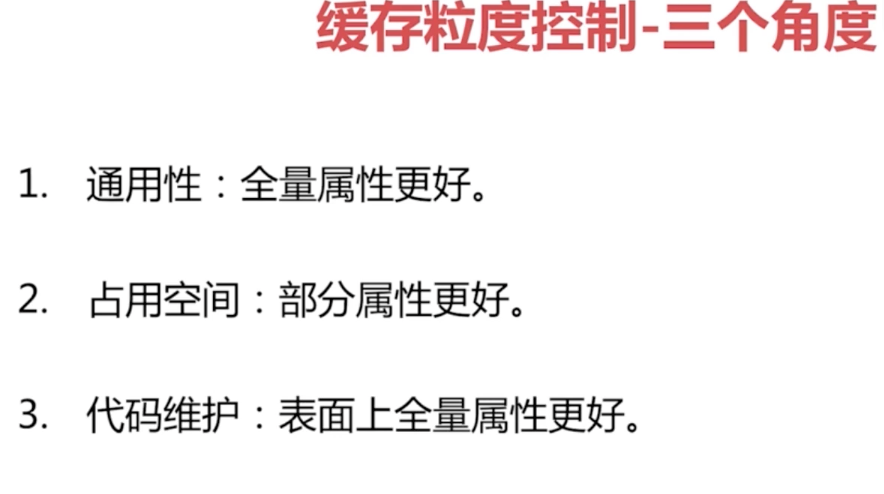 缓存粒度控制-三个角度
1. 通用性：全量属性更好。
2. 占用空间：部分属性更好。
3. 代码维护：表面上全量属性更好。